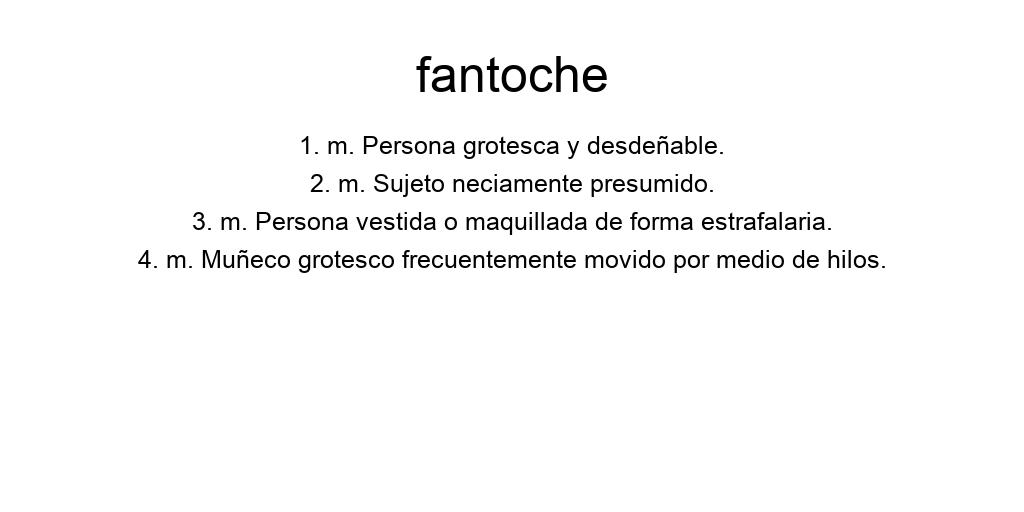 fantoche
1. m. Persona grotesca y desdeñable.
2. m. Sujeto neciamente presumido.
3. m. Persona vestida o maquillada de forma estrafalaria.
4. m. Muñeco grotesco frecuentemente movido por medio de hilos.